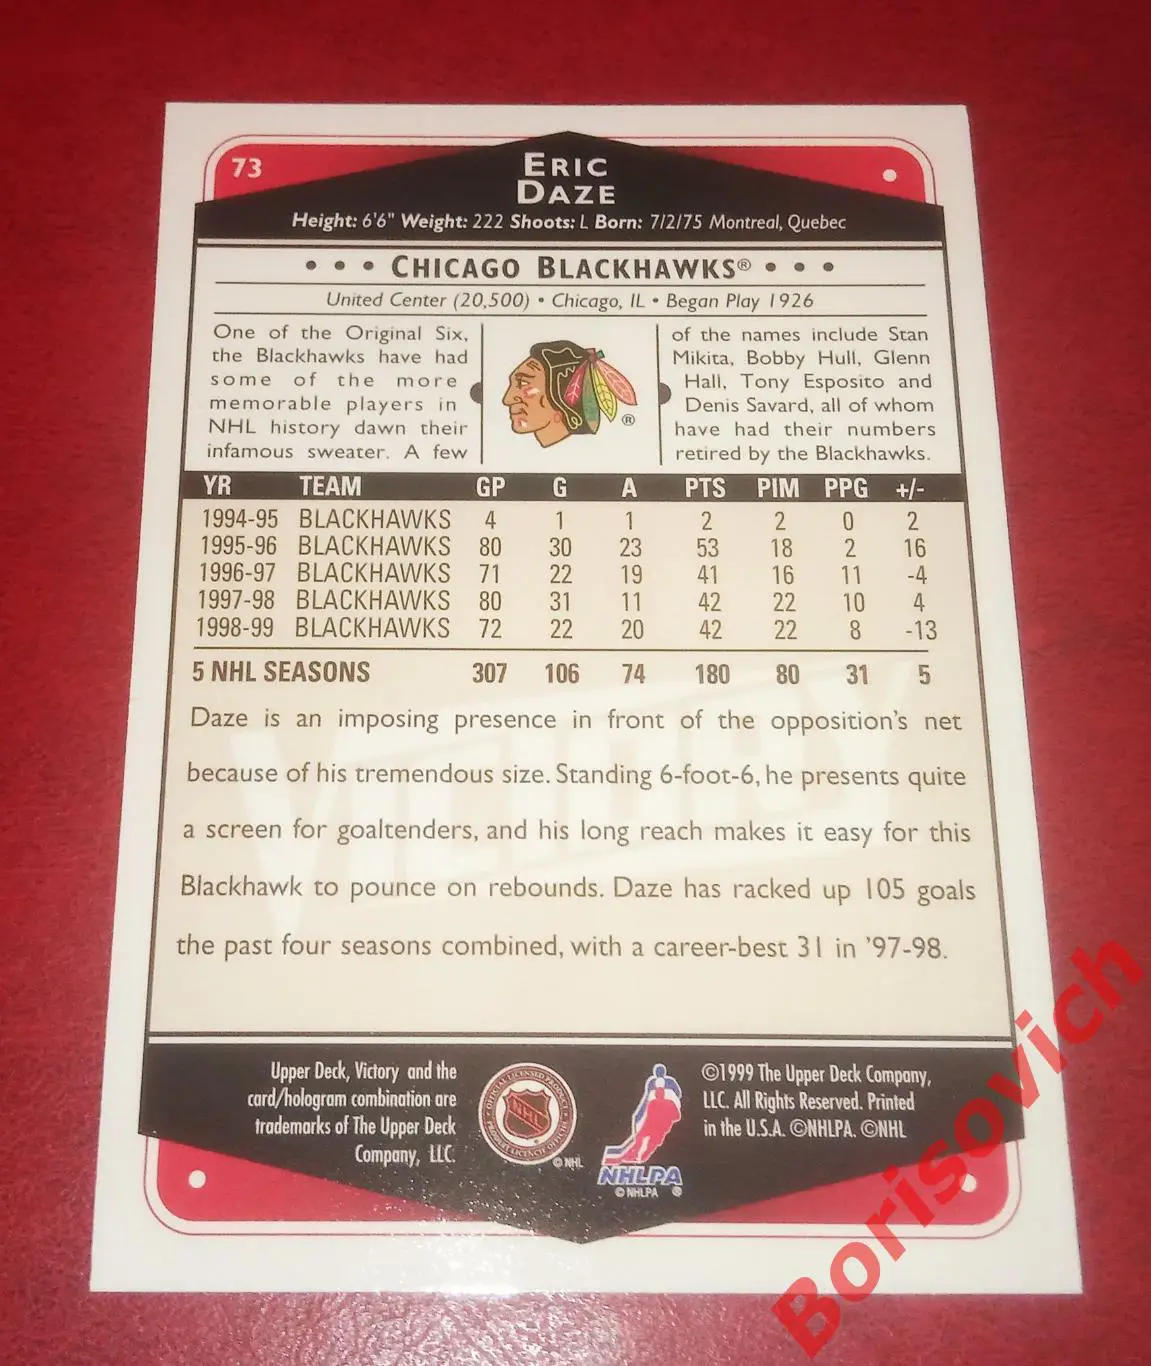 73
ERIC
DAZE
Height: 6'6" Weight: 222 Shoots: L Born: 7/2/75 Montreal, Quebec
• • • CHICAGO BLACKHAWKS® • • •
United Center (20,500) • Chicago, IL • Began Play 1926
One of the Original Six,
the Blackhawks have had
some of the more
memorable players in
NHL history dawn their
infamous sweater. A few
®
of the names include Stan
Mikita, Bobby Hull, Glenn
Hall, Tony Esposito and
Denis Savard, all of whom
have had their numbers
retired by the Blackhawks.
YR TEAM GP G A PTS PIM PPG +/-
1994-95 BLACKHAWKS 4 1 1 2 2 0 2
1995-96 BLACKHAWKS 80 30 23 53 18 2 16
1996-97 BLACKHAWKS 71 22 19 41 16 11 -4
1997-98 BLACKHAWKS 80 31 11 42 22 10 4
1998-99 BLACKHAWKS 72 22 20 42 22 8 -13
5 NHL SEASONS 307 106 74 180 80 31 5
VICTORY
Daze is an imposing presence in front of the opposition's net
because of his tremendous size. Standing 6-foot-6, he presents quite
a screen for goaltenders, and his long reach makes it easy for this
Blackhawk to pounce on rebounds. Daze has racked up 105 goals
the past four seasons combined, with a career-best 31 in '97-98.
Upper Deck, Victory and the
card/hologram combination are
trademarks of The Upper Deck
Company, LLC.
OFFICIAL LICENSED PRODUCT
NHL
©NHL
NHLPA
©NHLPA ®
©1999 The Upper Deck Company,
LLC. All Rights Reserved. Printed
in the U.S.A. ©NHLPA. ©NHL
Borisovich